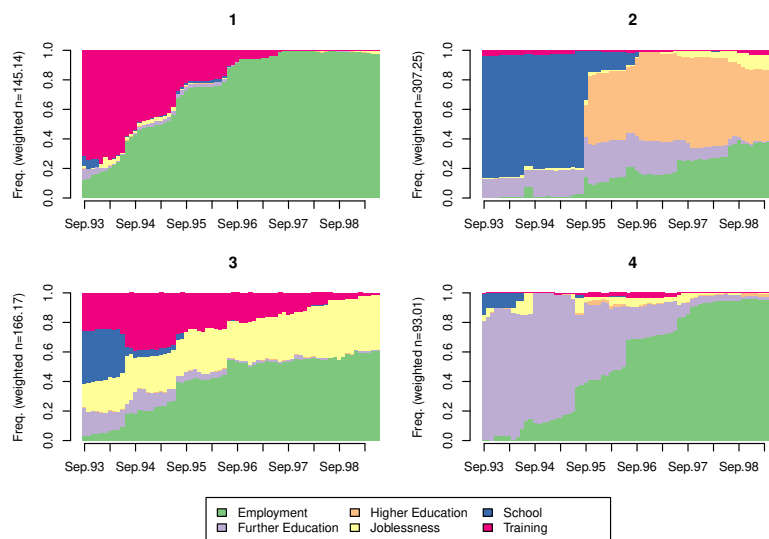 1
Freq. (weighted n=145.14)
0.0 0.2 0.4 0.6 0.8 1.0
Sep.93 Sep.94 Sep.95 Sep.96 Sep.97 Sep.98
2
Freq. (weighted n=307.25)
0.0 0.2 0.4 0.6 0.8 1.0
Sep.93 Sep.94 Sep.95 Sep.96 Sep.97 Sep.98
3
Freq. (weighted n=166.17)
0.0 0.2 0.4 0.6 0.8 1.0
Sep.93 Sep.94 Sep.95 Sep.96 Sep.97 Sep.98
4
Freq. (weighted n=93.01)
0.0 0.2 0.4 0.6 0.8 1.0
Sep.93 Sep.94 Sep.95 Sep.96 Sep.97 Sep.98
Employment Higher Education School
Further Education Joblessness Training